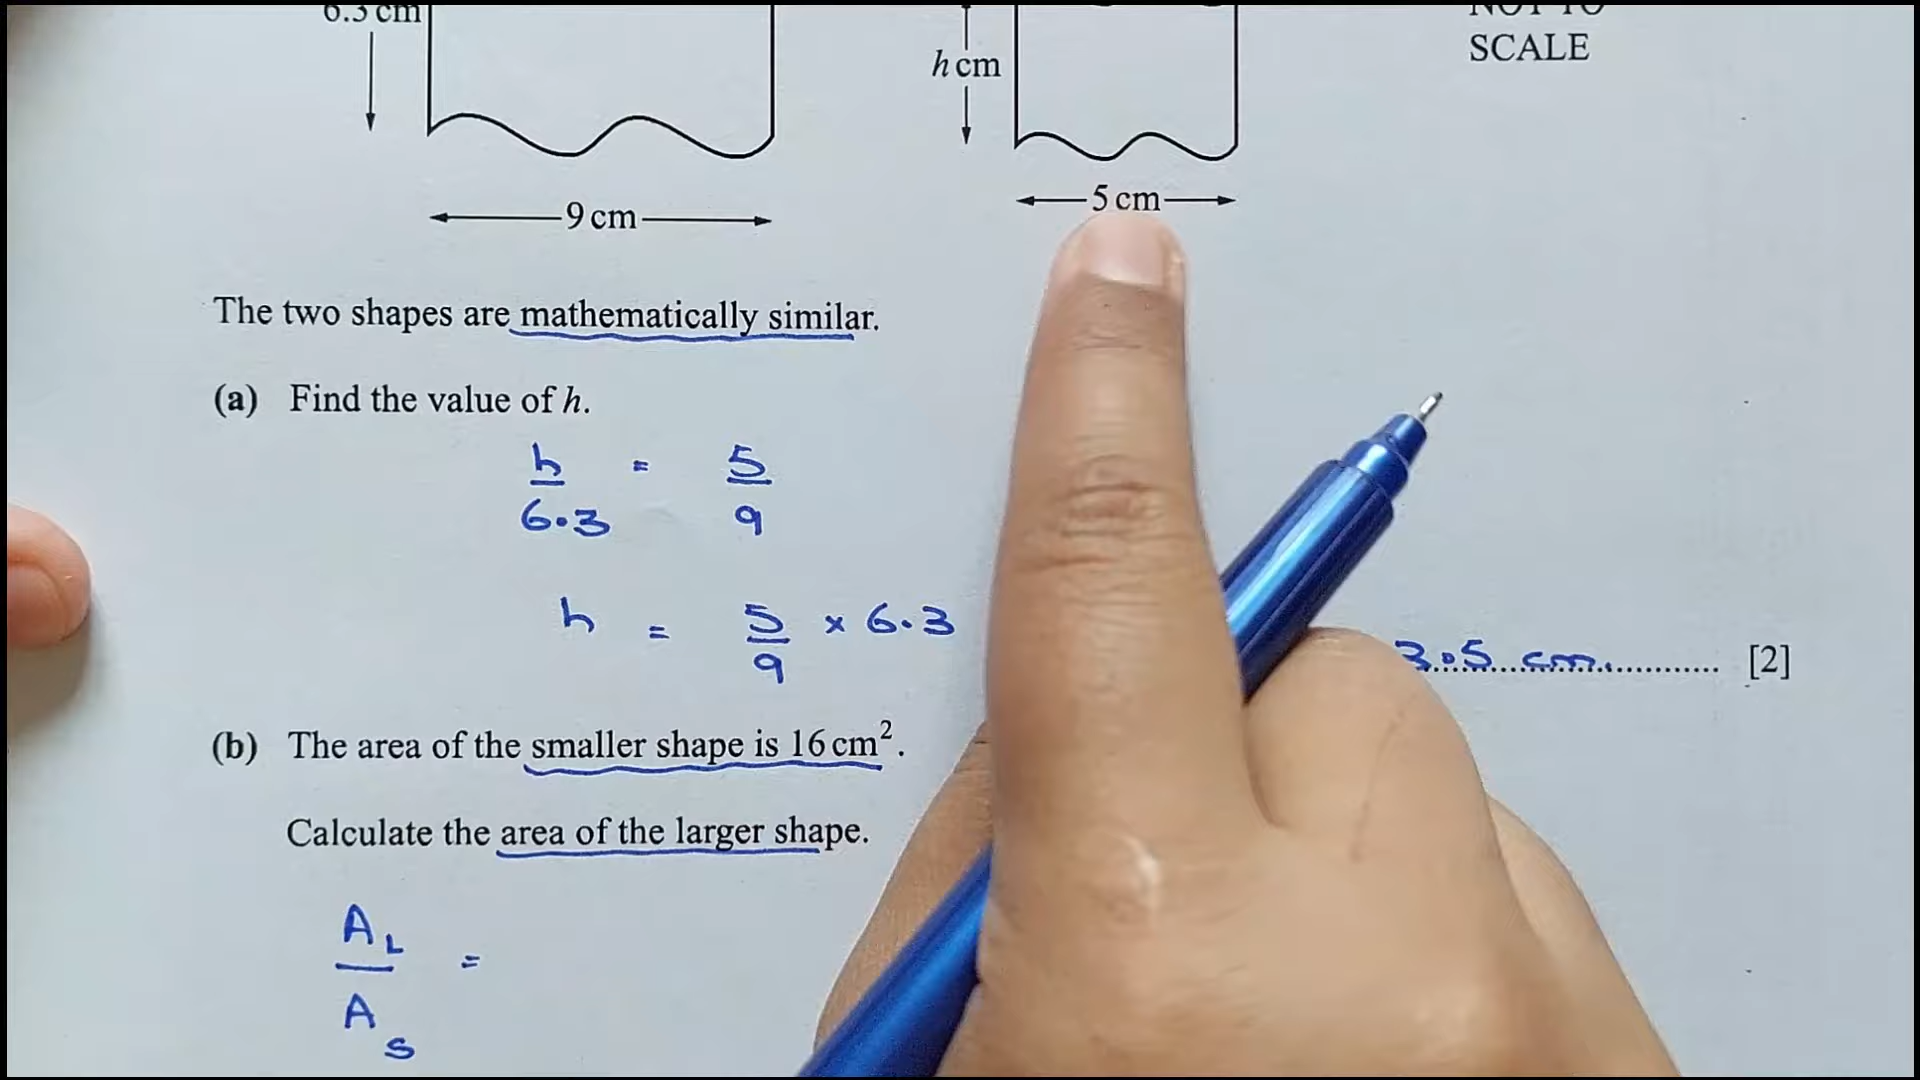 6.3 cm
h cm
NOT TO
SCALE
9 cm
5 cm
The two shapes are mathematically similar.
(a) Find the value of h.
h/6.3 = 5/9
h = 5/9 × 6.3
3.5 cm. [2]
(b) The area of the smaller shape is 16 cm².
Calculate the area of the larger shape.
A_L/A_S =